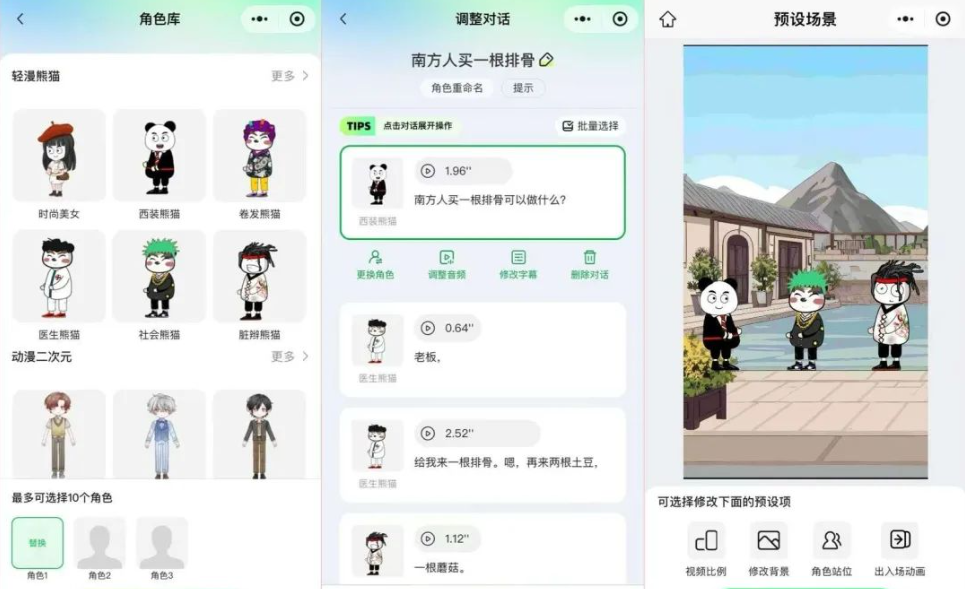 角色库
轻漫熊猫
更多
时尚美女
西装熊猫
卷发熊猫
医生熊猫
社会熊猫
脏辫熊猫
动漫二次元
更多
最多可选择10个角色
替换
角色1
角色2
角色3
调整对话
南方人买一根排骨
角色重命名
提示
TIPS
点击对话展开操作
批量选择
1.96''
南方人买一根排骨可以做什么?
西装熊猫
更换角色
调整音频
修改字幕
删除对话
0.64''
老板,
医生熊猫
2.52''
给我来一根排骨。嗯,再来两根土豆,
医生熊猫
1.12''
一根蘑菇。
预设场景
可选择修改下面的预设项
视频比例
修改背景
角色站位
出入场动画